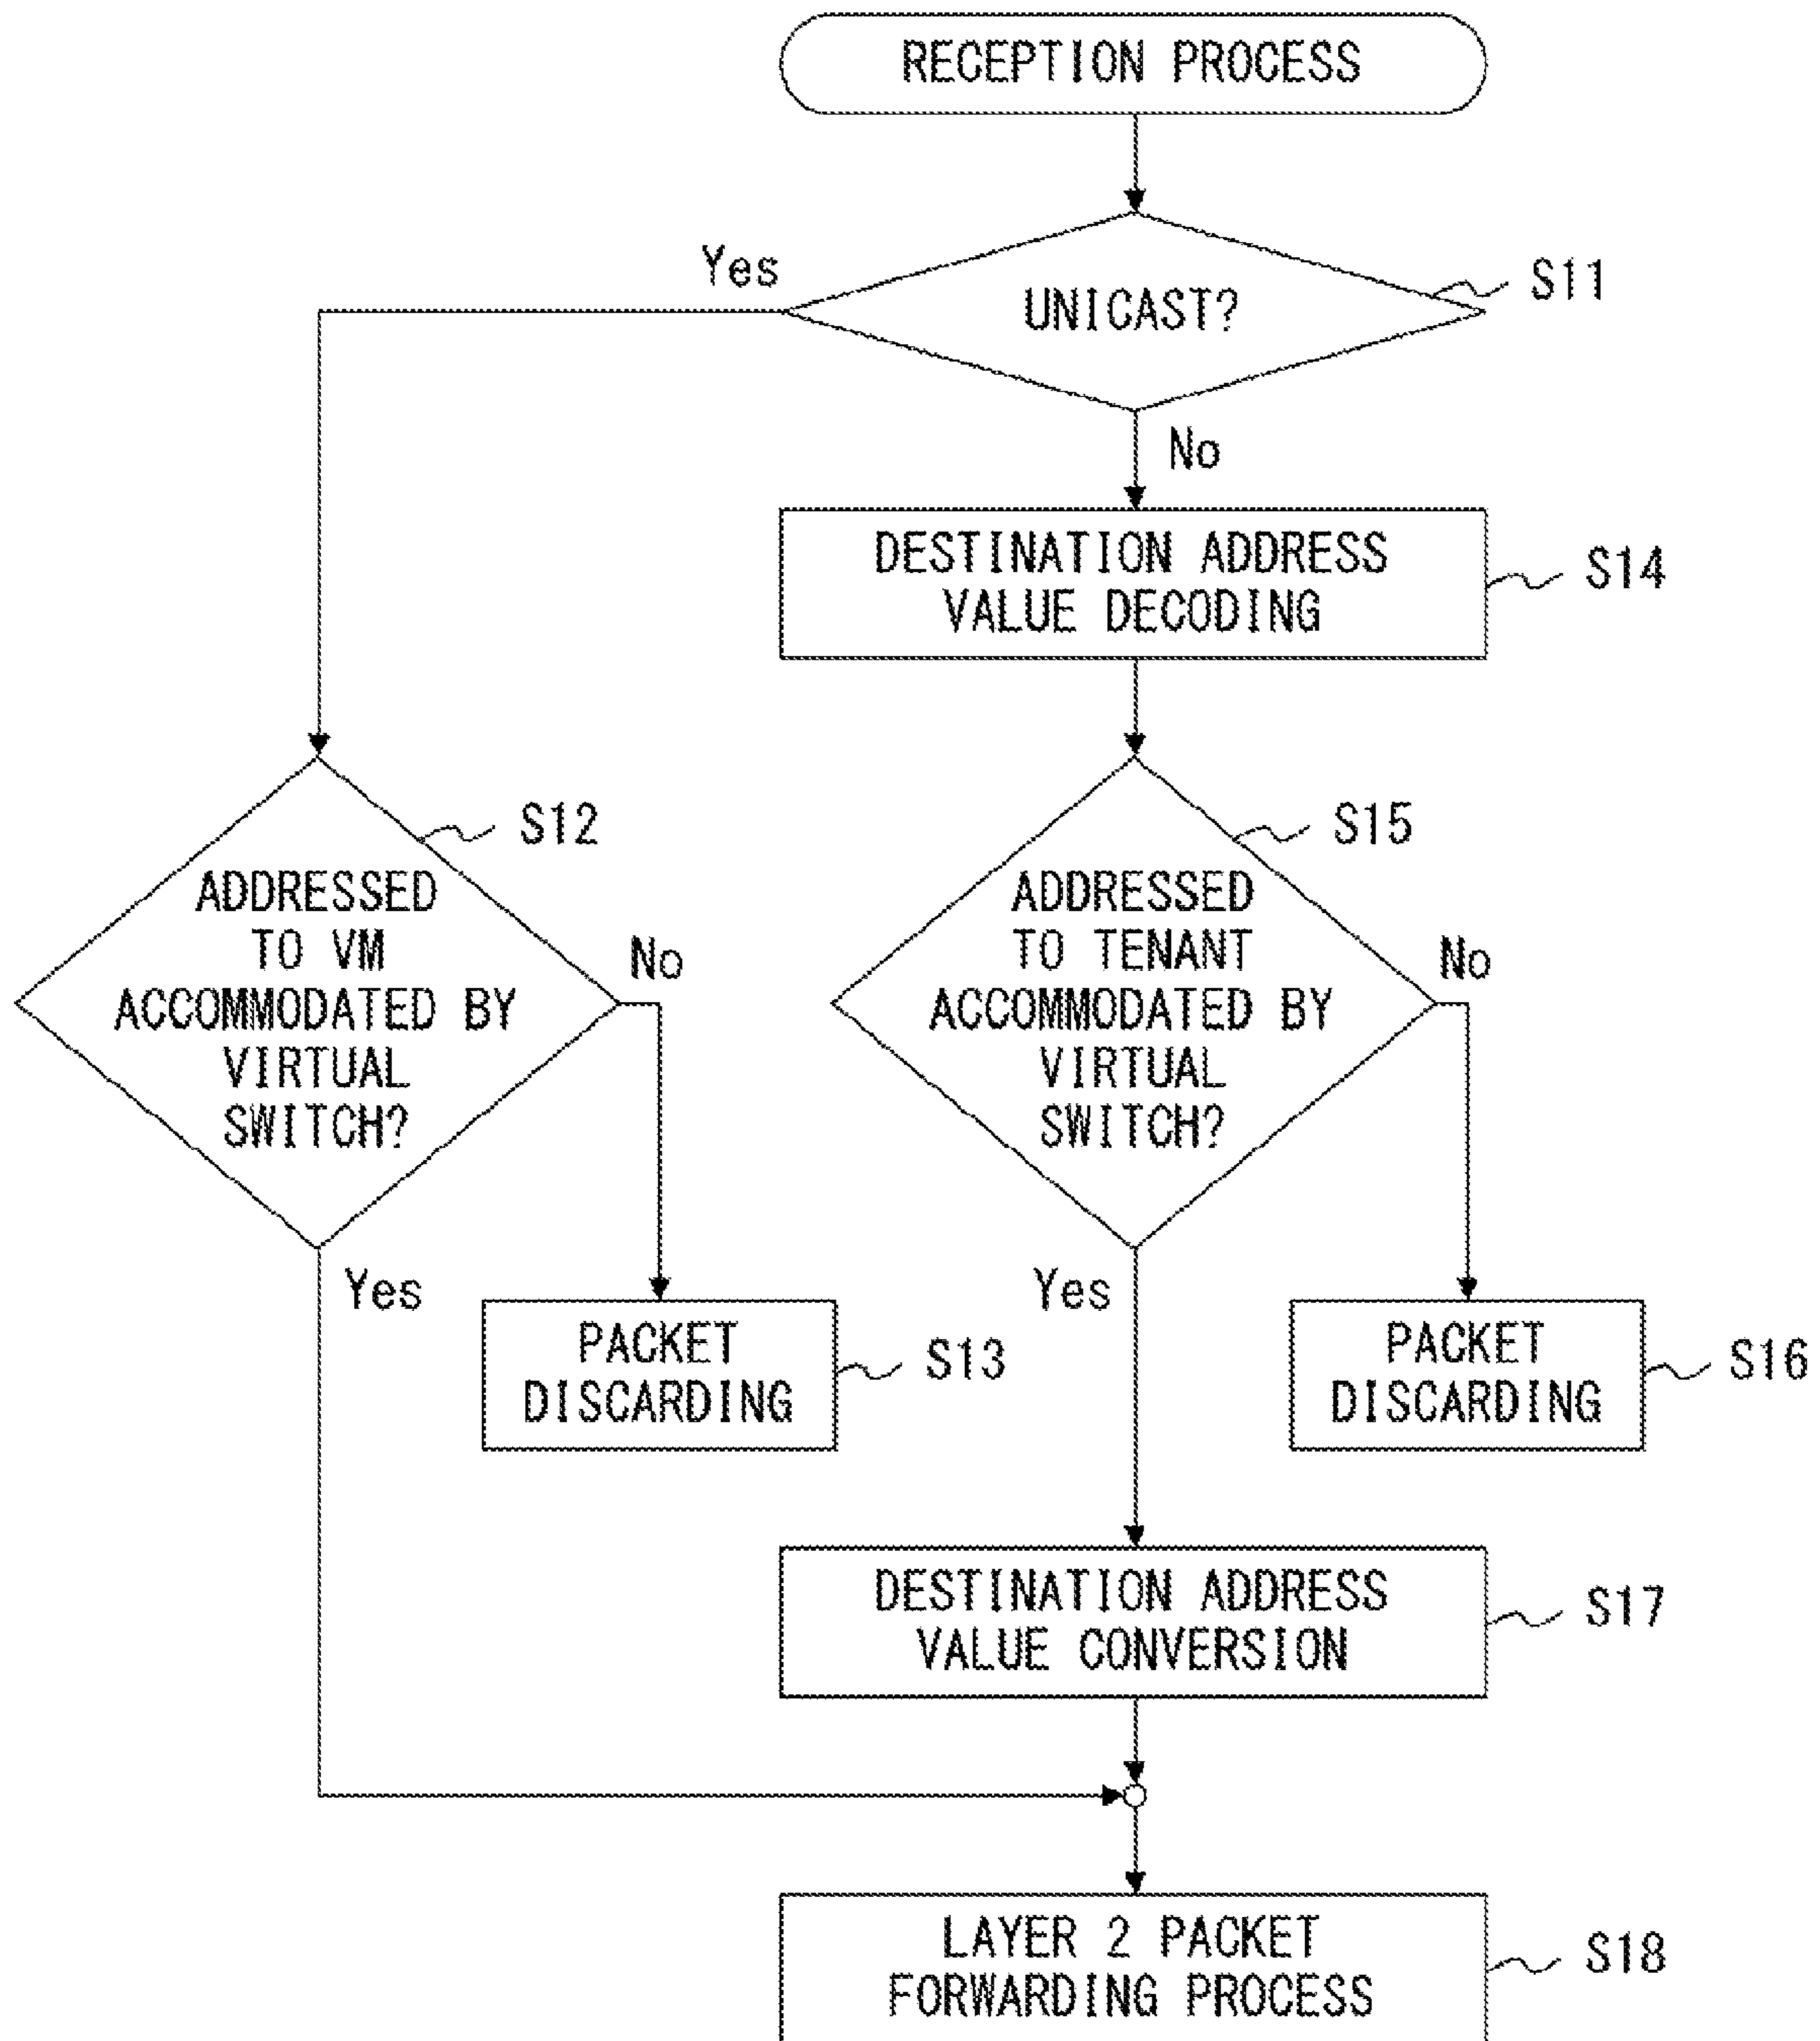 RECEPTION PROCESS
Yes
UNICAST?
S11
No
DESTINATION ADDRESS
VALUE DECODING
S14
S12
ADDRESSED
TO VM
ACCOMMODATED BY
VIRTUAL
SWITCH?
No
Yes
S15
ADDRESSED
TO TENANT
ACCOMMODATED BY
VIRTUAL
SWITCH?
No
Yes
PACKET
DISCARDING
S13
PACKET
DISCARDING
S16
DESTINATION ADDRESS
VALUE CONVERSION
S17
LAYER 2 PACKET
FORWARDING PROCESS
S18